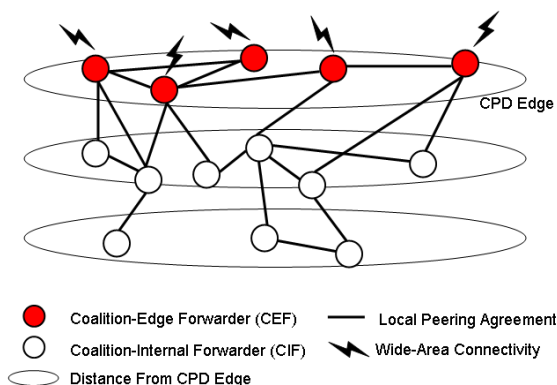 CPD Edge
Coalition-Edge Forwarder (CEF)
Local Peering Agreement
Coalition-Internal Forwarder (CIF)
Wide-Area Connectivity
Distance From CPD Edge